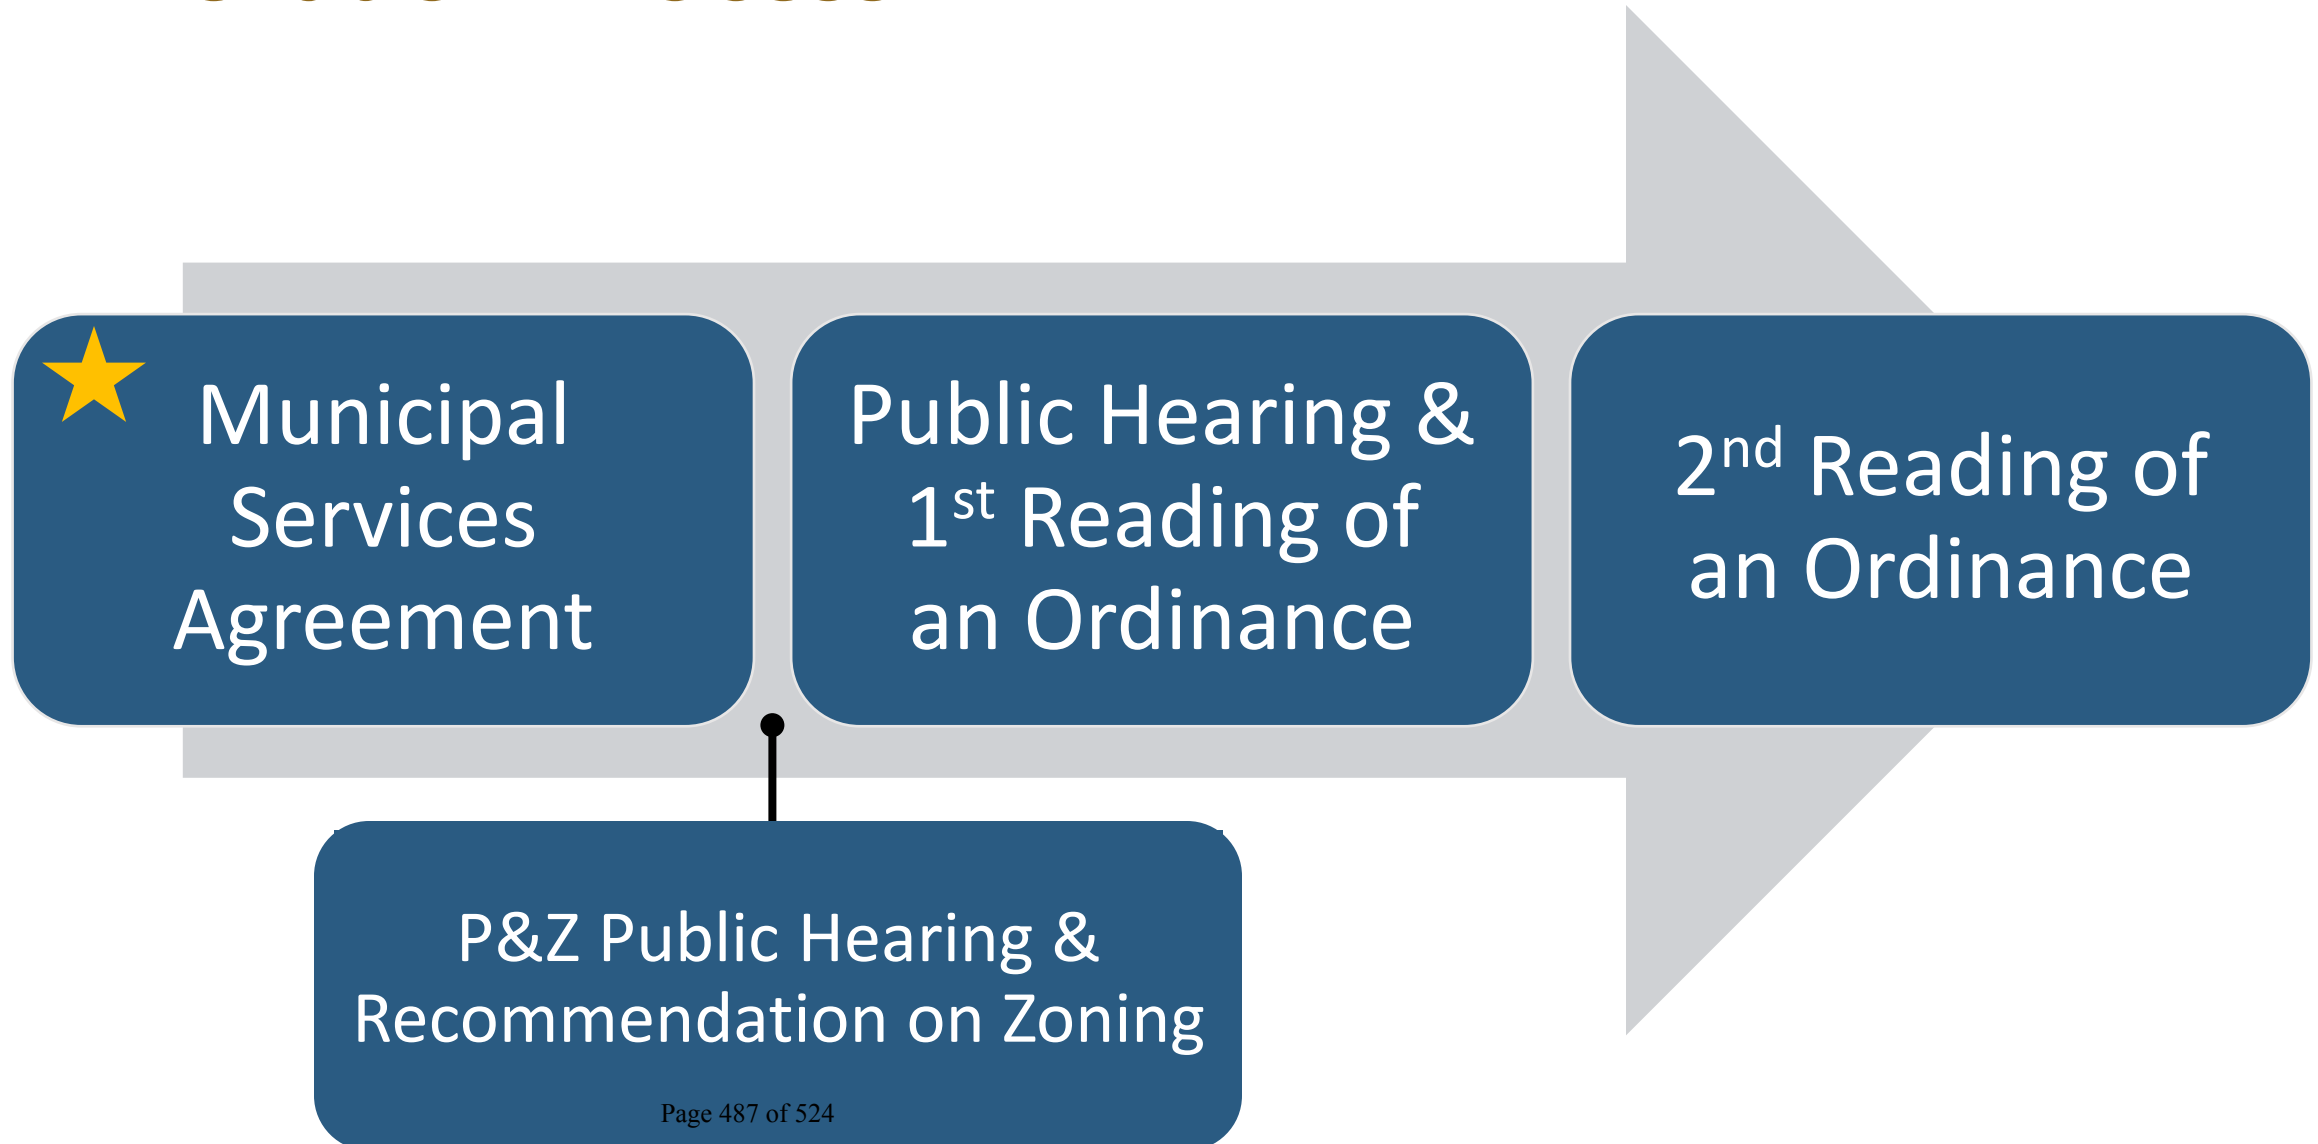 Municipal
Services
Agreement
Public Hearing &
1st Reading of
an Ordinance
2nd Reading of
an Ordinance
P&Z Public Hearing &
Recommendation on Zoning
Page 487 of 524